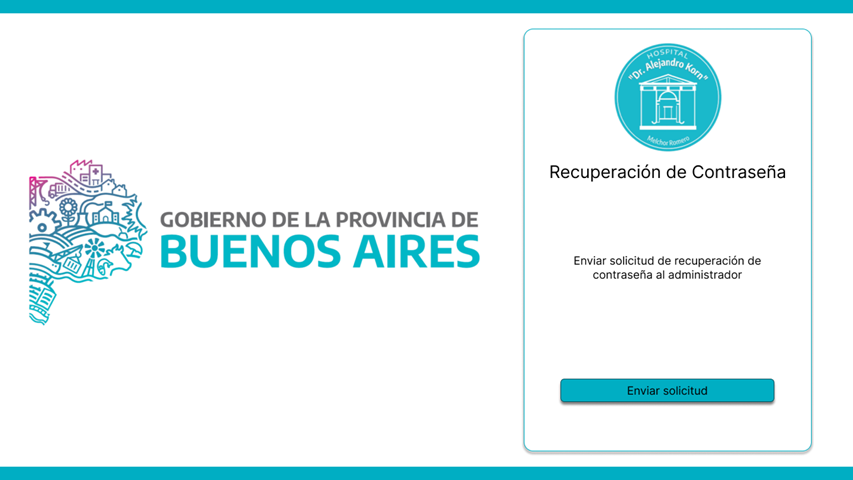 GOBIERNO DE LA PROVINCIA DE
BUENOS AIRES
HOSPITAL
"Dr. Alejandro Korn"
Melchor Romero
Recuperación de Contraseña
Enviar solicitud de recuperación de
contraseña al administrador
Enviar solicitud